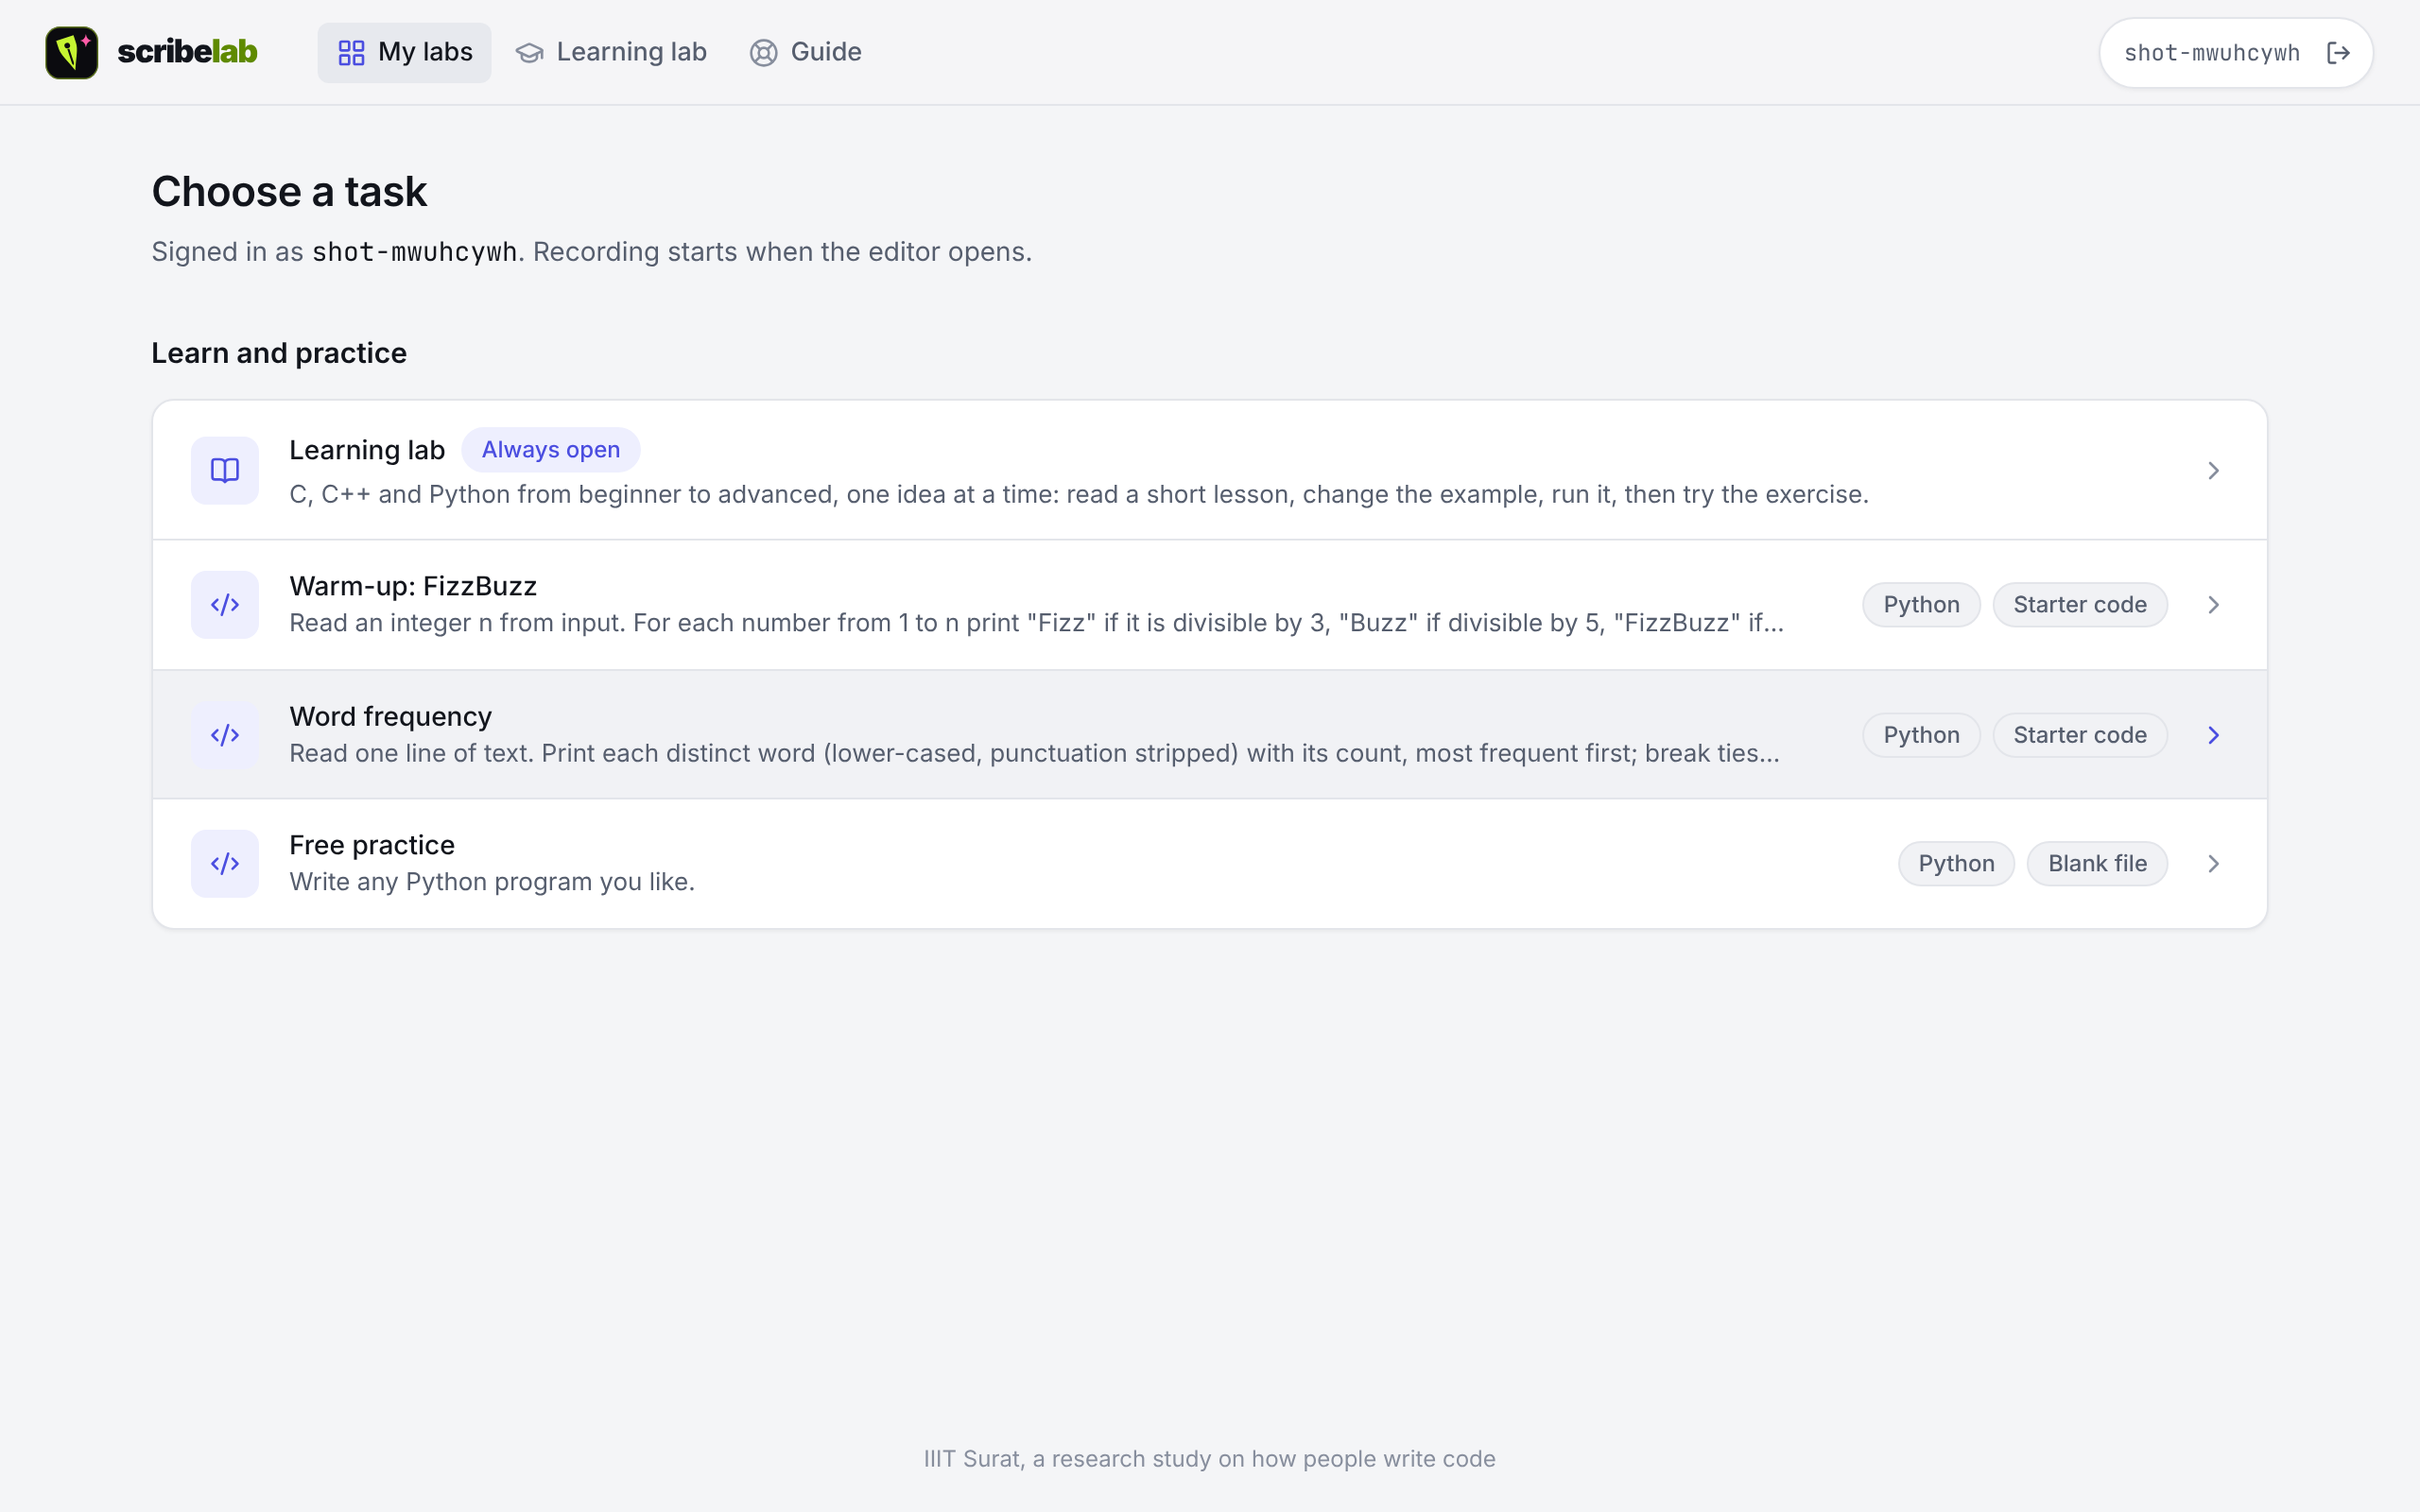 scribelab
My labs
Learning lab
Guide
shot-mwuhcywh
Choose a task
Signed in as shot-mwuhcywh. Recording starts when the editor opens.
Learn and practice
Learning lab
Always open
C, C++ and Python from beginner to advanced, one idea at a time: read a short lesson, change the example, run it, then try the exercise.
Warm-up: FizzBuzz
Read an integer n from input. For each number from 1 to n print "Fizz" if it is divisible by 3, "Buzz" if divisible by 5, "FizzBuzz" if...
Python
Starter code
Word frequency
Read one line of text. Print each distinct word (lower-cased, punctuation stripped) with its count, most frequent first; break ties...
Python
Starter code
Free practice
Write any Python program you like.
Python
Blank file
IIIT Surat, a research study on how people write code